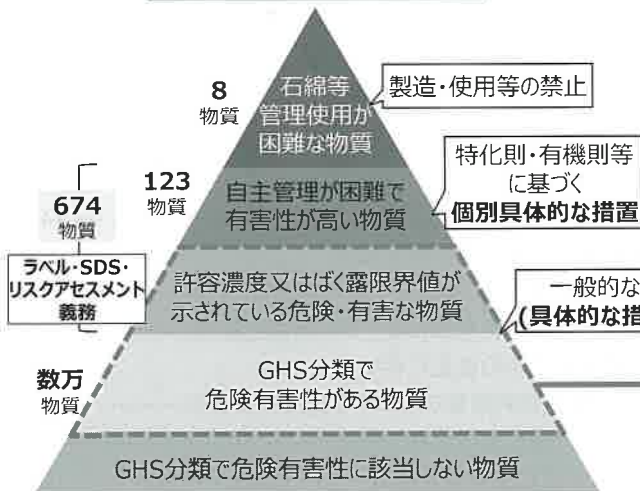 8
物質
石綿等
管理使用が
困難な物質
製造・使用等の禁止
123
物質
自主管理が困難で
有害性が高い物質
特化則・有機則等
に基づく
個別具体的な措置
674
物質
ラベル・SDS・
リスクアセスメント
義務
許容濃度又はばく露限界値が
示されている危険・有害な物質
一般的な
(具体的な措
数万
物質
GHS分類で
危険有害性がある物質
GHS分類で危険有害性に該当しない物質